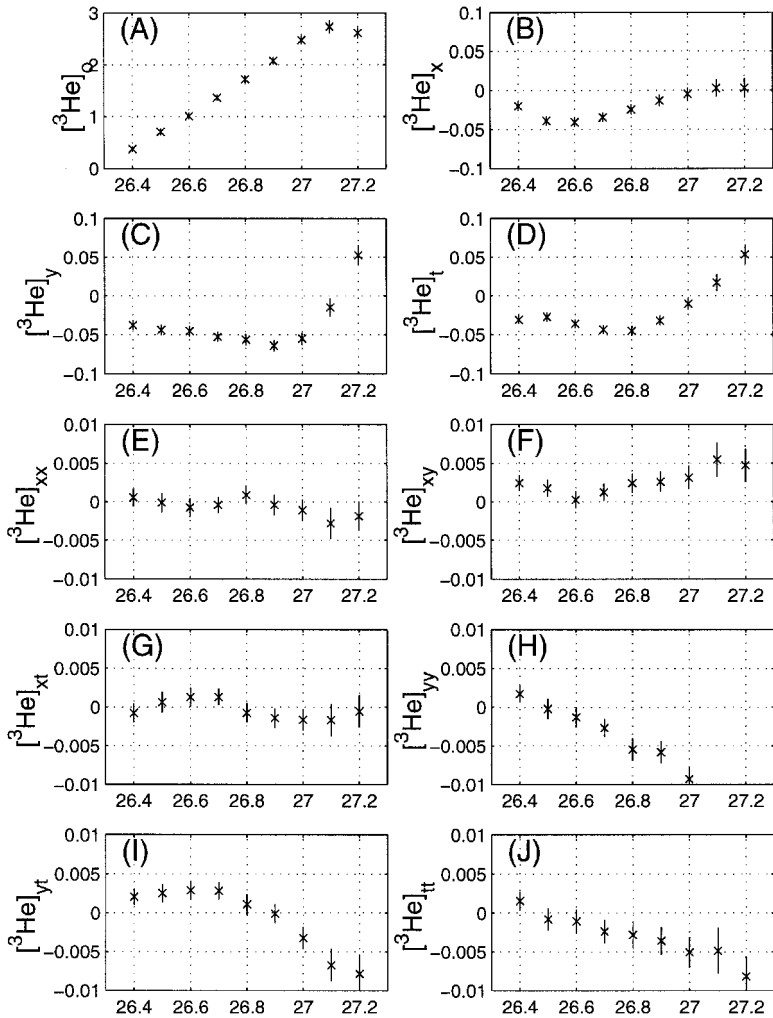 (A)
[³He]₀
3
2
1
0
26.4 26.6 26.8 27 27.2
(B)
[³He]ₓ
0.1
0.05
0
−0.05
−0.1
26.4 26.6 26.8 27 27.2
(C)
[³He]y
0.1
0.05
0
−0.05
−0.1
26.4 26.6 26.8 27 27.2
(D)
[³He]t
0.1
0.05
0
−0.05
−0.1
26.4 26.6 26.8 27 27.2
(E)
[³He]xx
0.01
0.005
0
−0.005
−0.01
26.4 26.6 26.8 27 27.2
(F)
[³He]xy
0.01
0.005
0
−0.005
−0.01
26.4 26.6 26.8 27 27.2
(G)
[³He]xt
0.01
0.005
0
−0.005
−0.01
26.4 26.6 26.8 27 27.2
(H)
[³He]yy
0.01
0.005
0
−0.005
−0.01
26.4 26.6 26.8 27 27.2
(I)
[³He]yt
0.01
0.005
0
−0.005
−0.01
26.4 26.6 26.8 27 27.2
(J)
[³He]tt
0.01
0.005
0
−0.005
−0.01
26.4 26.6 26.8 27 27.2